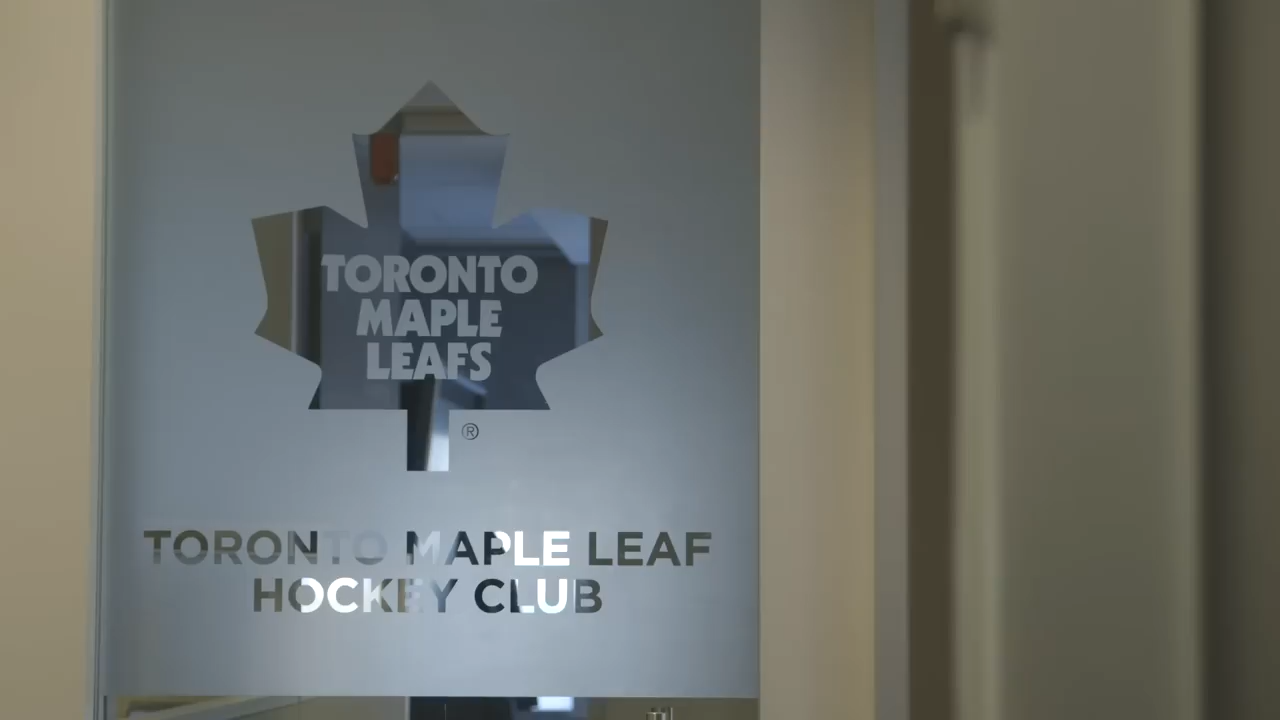 TORONTO
MAPLE
LEAFS
®
TORONTO MAPLE LEAF
HOCKEY CLUB